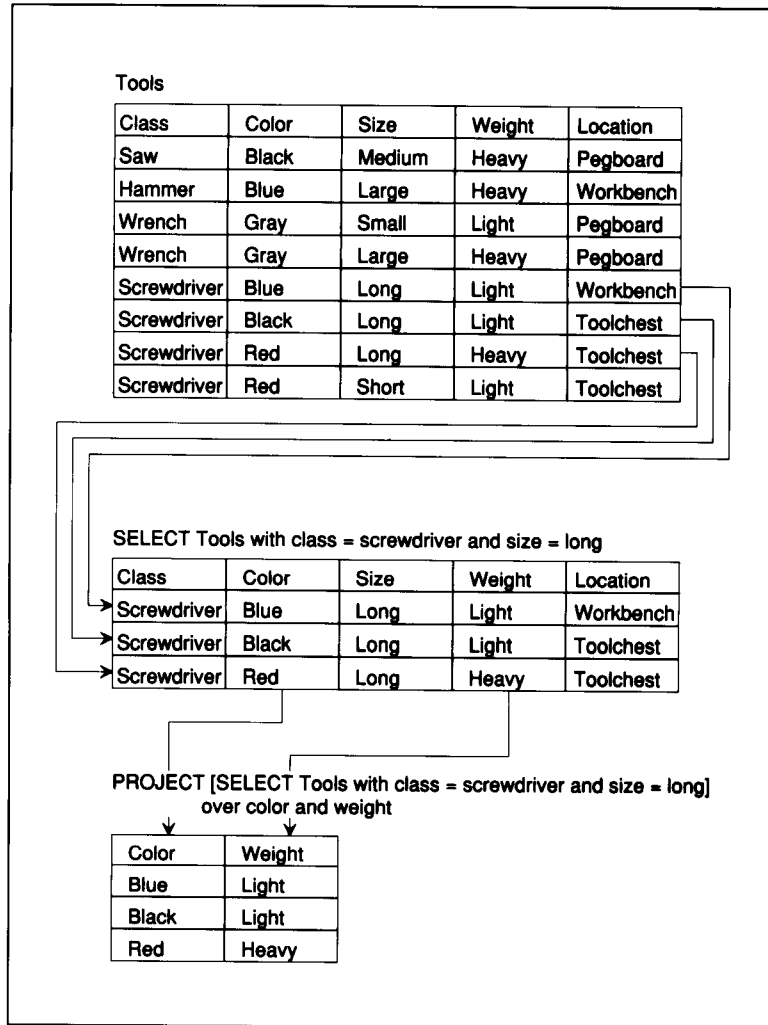 Tools
Class Color Size Weight Location
Saw Black Medium Heavy Pegboard
Hammer Blue Large Heavy Workbench
Wrench Gray Small Light Pegboard
Wrench Gray Large Heavy Pegboard
Screwdriver Blue Long Light Workbench
Screwdriver Black Long Light Toolchest
Screwdriver Red Long Heavy Toolchest
Screwdriver Red Short Light Toolchest
SELECT Tools with class = screwdriver and size = long
Class Color Size Weight Location
Screwdriver Blue Long Light Workbench
Screwdriver Black Long Light Toolchest
Screwdriver Red Long Heavy Toolchest
PROJECT [SELECT Tools with class = screwdriver and size = long]
over color and weight
Color Weight
Blue Light
Black Light
Red Heavy